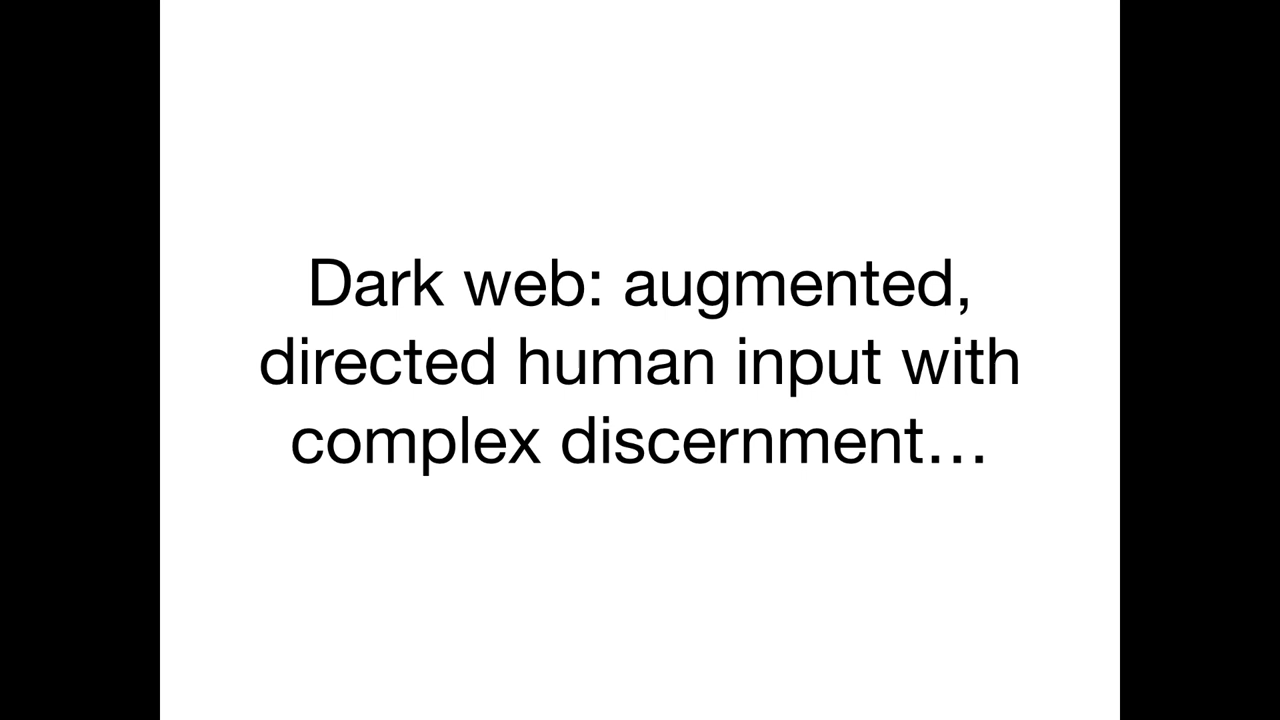 Dark web: augmented,
directed human input with
complex discernment…